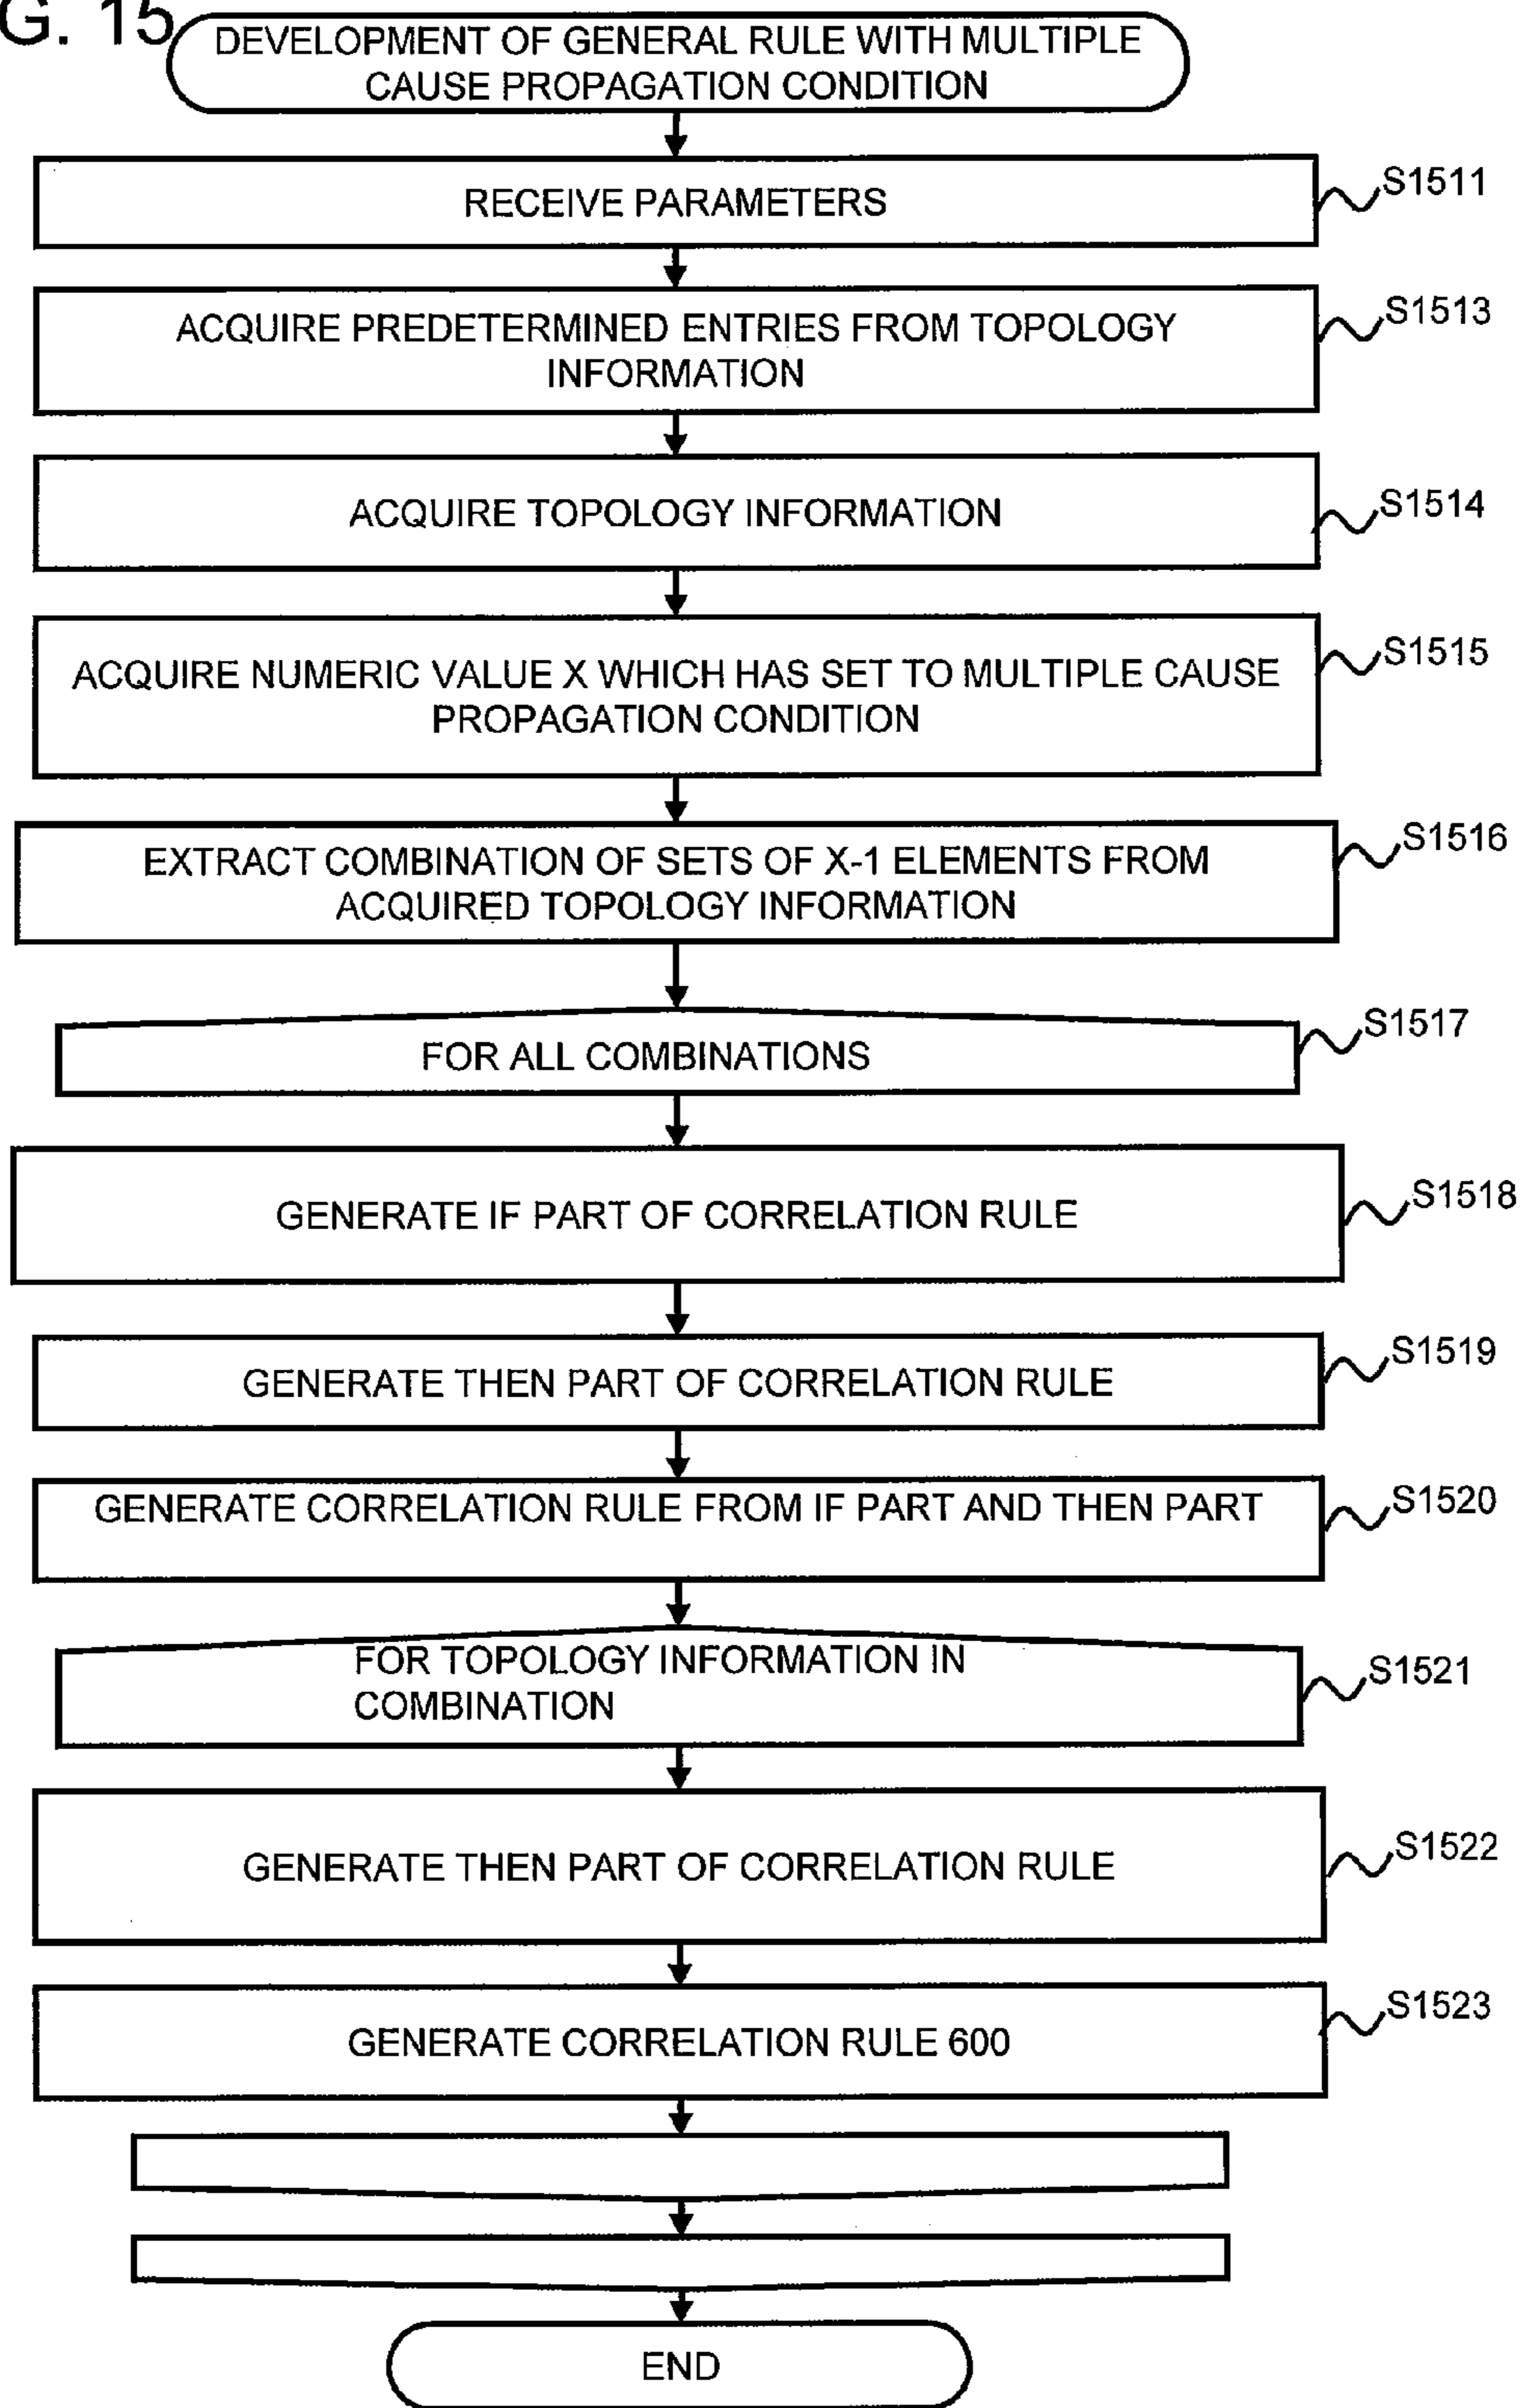 G. 15
DEVELOPMENT OF GENERAL RULE WITH MULTIPLE
CAUSE PROPAGATION CONDITION
RECEIVE PARAMETERS
S1511
ACQUIRE PREDETERMINED ENTRIES FROM TOPOLOGY
INFORMATION
S1513
ACQUIRE TOPOLOGY INFORMATION
S1514
ACQUIRE NUMERIC VALUE X WHICH HAS SET TO MULTIPLE CAUSE
PROPAGATION CONDITION
S1515
EXTRACT COMBINATION OF SETS OF X-1 ELEMENTS FROM
ACQUIRED TOPOLOGY INFORMATION
S1516
FOR ALL COMBINATIONS
S1517
GENERATE IF PART OF CORRELATION RULE
S1518
GENERATE THEN PART OF CORRELATION RULE
S1519
GENERATE CORRELATION RULE FROM IF PART AND THEN PART
S1520
FOR TOPOLOGY INFORMATION IN
COMBINATION
S1521
GENERATE THEN PART OF CORRELATION RULE
S1522
GENERATE CORRELATION RULE 600
S1523
END